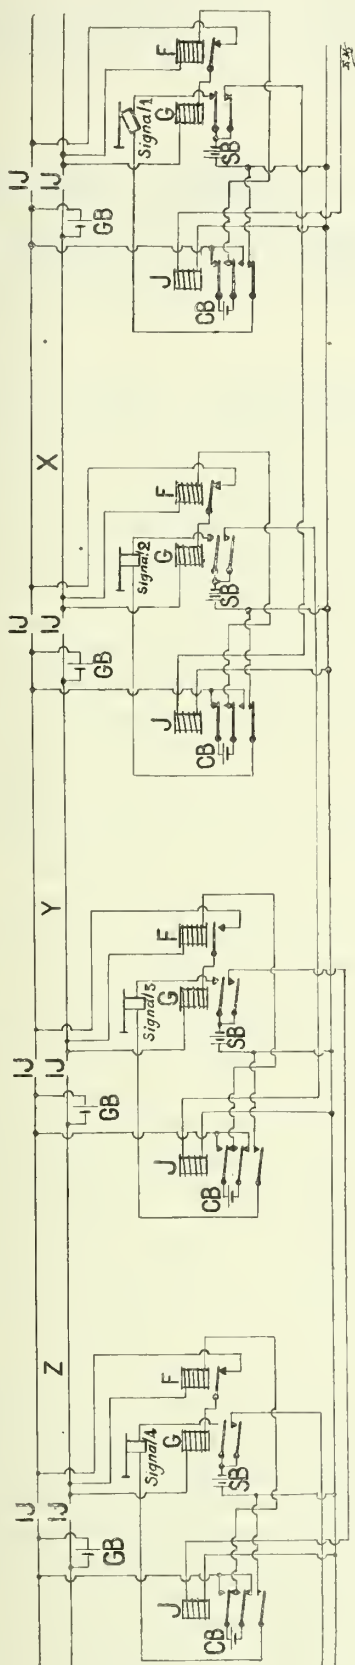 IJ
IJ
GB
Z
J
CB
Signal 4
G
F
SB
IJ
IJ
GB
Y
J
CB
Signal 3
G
F
SB
IJ
IJ
GB
X
J
CB
Signal 2
G
F
SB
IJ
IJ
GB
J
CB
Signal 1
G
F
SB